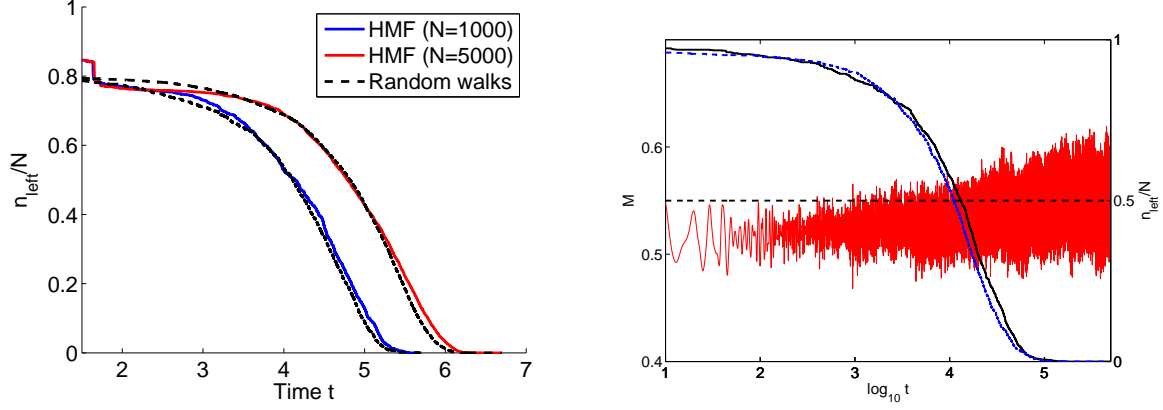 1
0.8
0.6
0.4
0.2
0
n_left/N
2 3 4 5 6 7
Time t
HMF (N=1000)
HMF (N=5000)
Random walks
0.6
0.5
0.4
M
1 2 3 4 5
log_10 t
1
0.5
0
n_left/N